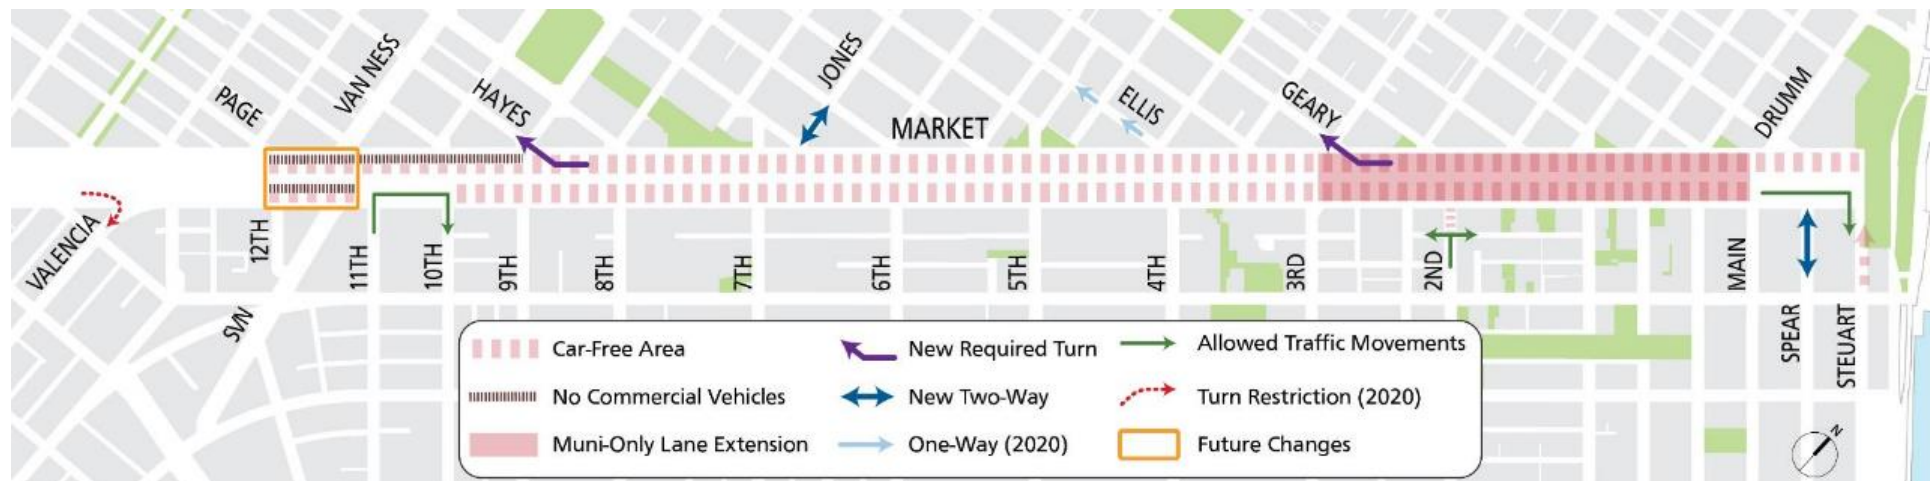 PAGE
VAN NESS
HAYES
JONES
MARKET
ELLIS
GEARY
DRUMM
VALENCIA
12TH
SVN
11TH
10TH
9TH
8TH
7TH
6TH
5TH
4TH
3RD
2ND
MAIN
SPEAR
STEUART
Car-Free Area
New Required Turn
Allowed Traffic Movements
No Commercial Vehicles
New Two-Way
Turn Restriction (2020)
Muni-Only Lane Extension
One-Way (2020)
Future Changes
N